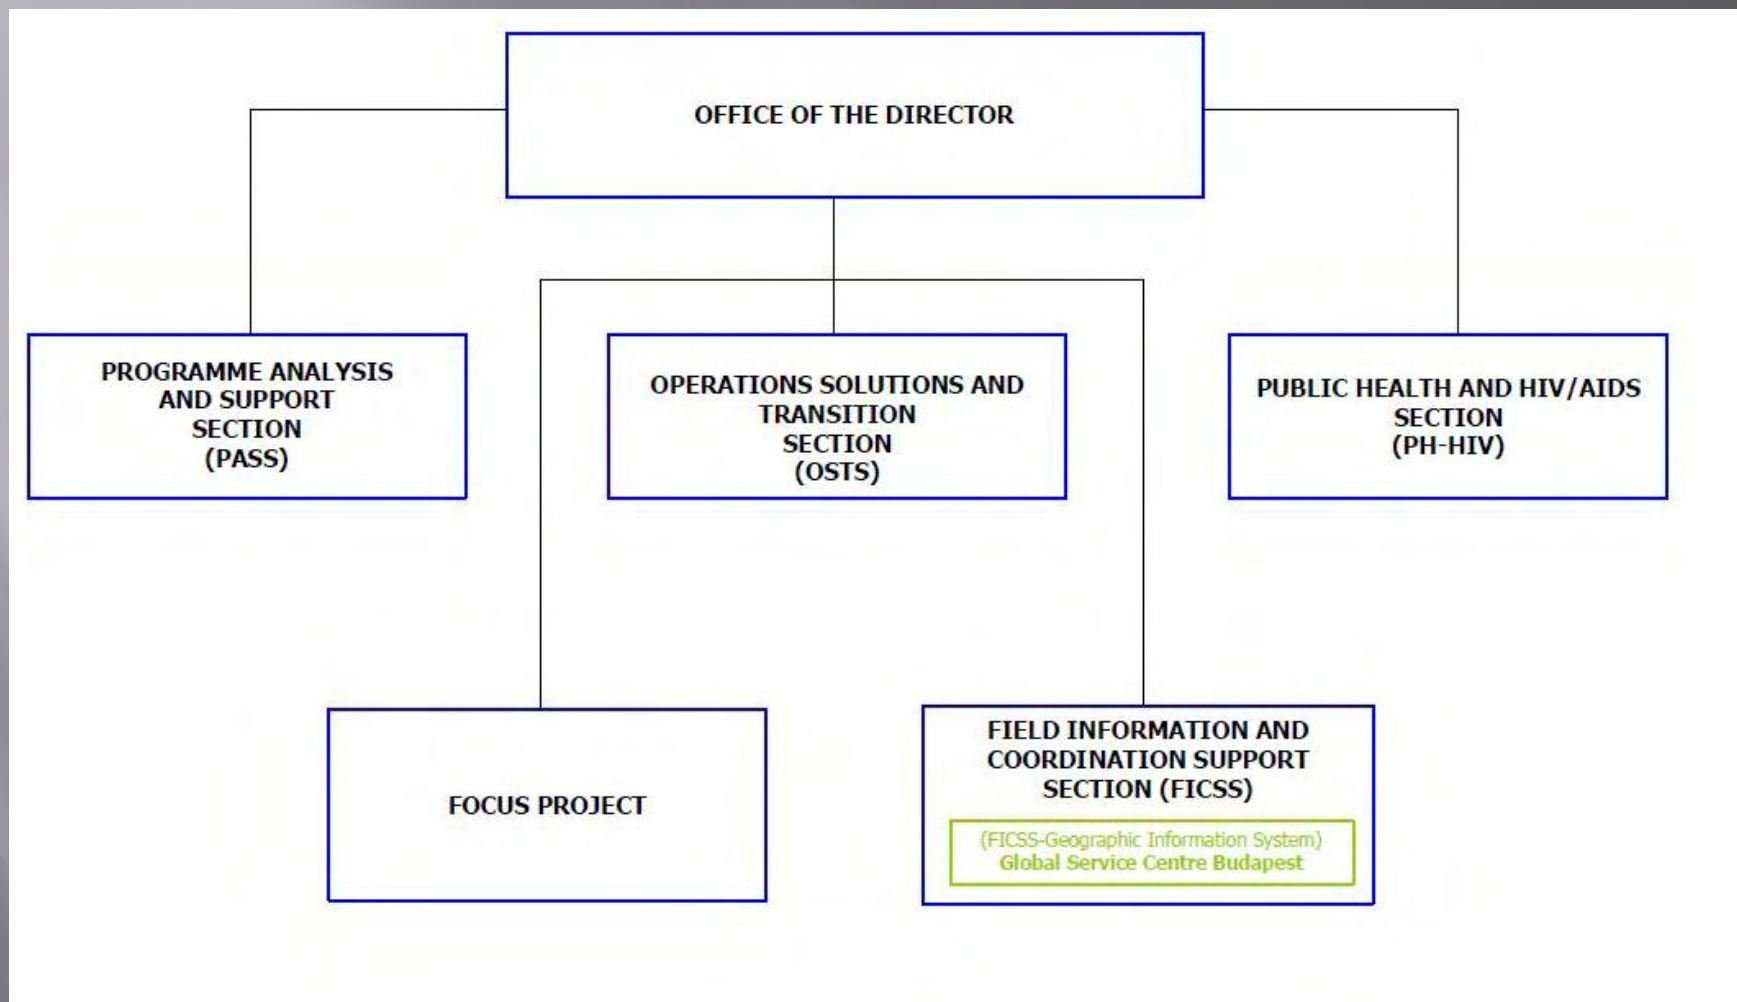 OFFICE OF THE DIRECTOR
PROGRAMME ANALYSIS
AND SUPPORT
SECTION
(PASS)
OPERATIONS SOLUTIONS AND
TRANSITION
SECTION
(OSTS)
PUBLIC HEALTH AND HIV/AIDS
SECTION
(PH-HIV)
FOCUS PROJECT
FIELD INFORMATION AND
COORDINATION SUPPORT
SECTION (FICSS)
(FICSS-Geographic Information System)
Global Service Centre Budapest